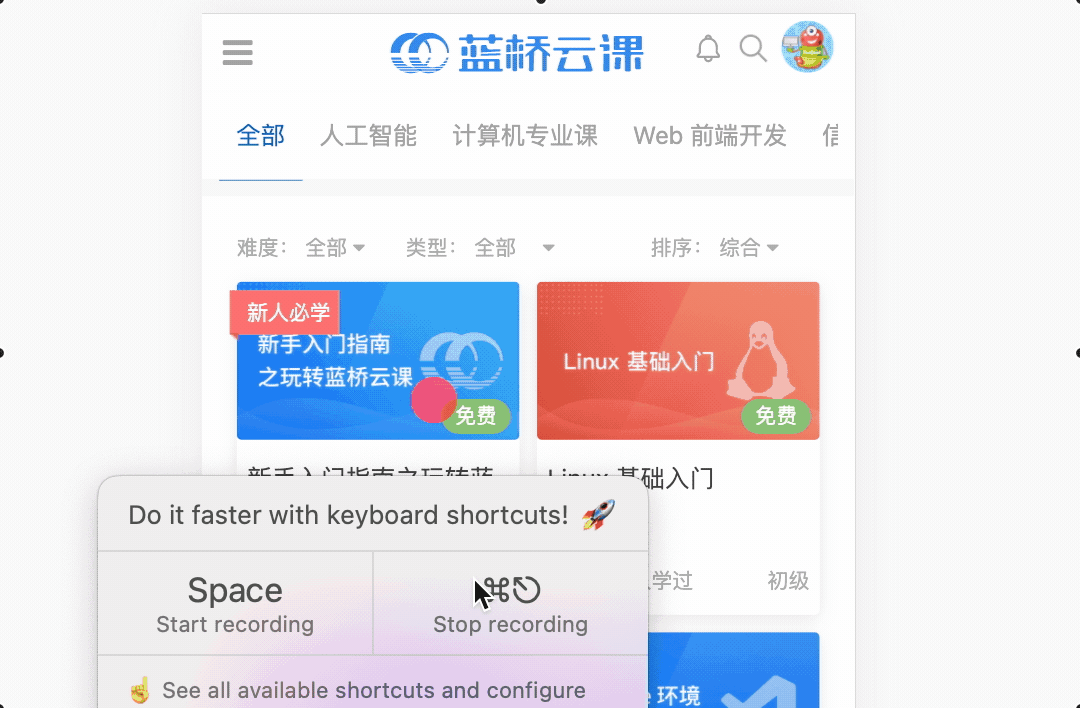 蓝桥云课
全部 人工智能 计算机专业课 Web 前端开发 信
难度： 全部 类型： 全部 排序： 综合
新人必学
新手入门指南
之玩转蓝桥云课
免费
Linux 基础入门
免费
新手入门指南之玩转蓝
Linux 基础入门
学过 初级
Do it faster with keyboard shortcuts! 🚀
Space
Start recording
⌘⎋
Stop recording
☝ See all available shortcuts and configure
环境